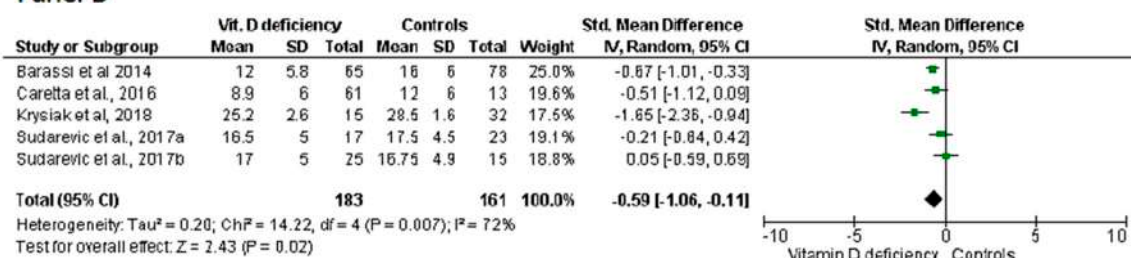 Vit. D deficiency Controls Std. Mean Difference Std. Mean Difference
Study or Subgroup Mean SD Total Mean SD Total Weight IV, Random, 95% CI IV, Random, 95% CI
Barassi et al 2014 12 5.8 65 16 6 78 25.0% -0.67 [-1.01, -0.33]
Caretta et al., 2016 8.9 6 61 12 6 13 19.6% -0.51 [-1.12, 0.09]
Krysiak et al, 2018 25.2 2.6 15 28.5 1.6 32 17.5% -1.65 [-2.36, -0.94]
Sudarevic et al., 2017a 16.5 5 17 17.5 4.5 23 19.1% -0.21 [-0.84, 0.42]
Sudarevic et al., 2017b 17 5 25 16.75 4.9 15 18.8% 0.05 [-0.59, 0.69]
Total (95% CI) 183 161 100.0% -0.59 [-1.06, -0.11]
Heterogeneity: Tau² = 0.20; Chi² = 14.22, df = 4 (P = 0.007); I² = 72%
Test for overall effect: Z = 2.43 (P = 0.02)
-10 -5 0 5 10
Vitamin D deficiency Controls